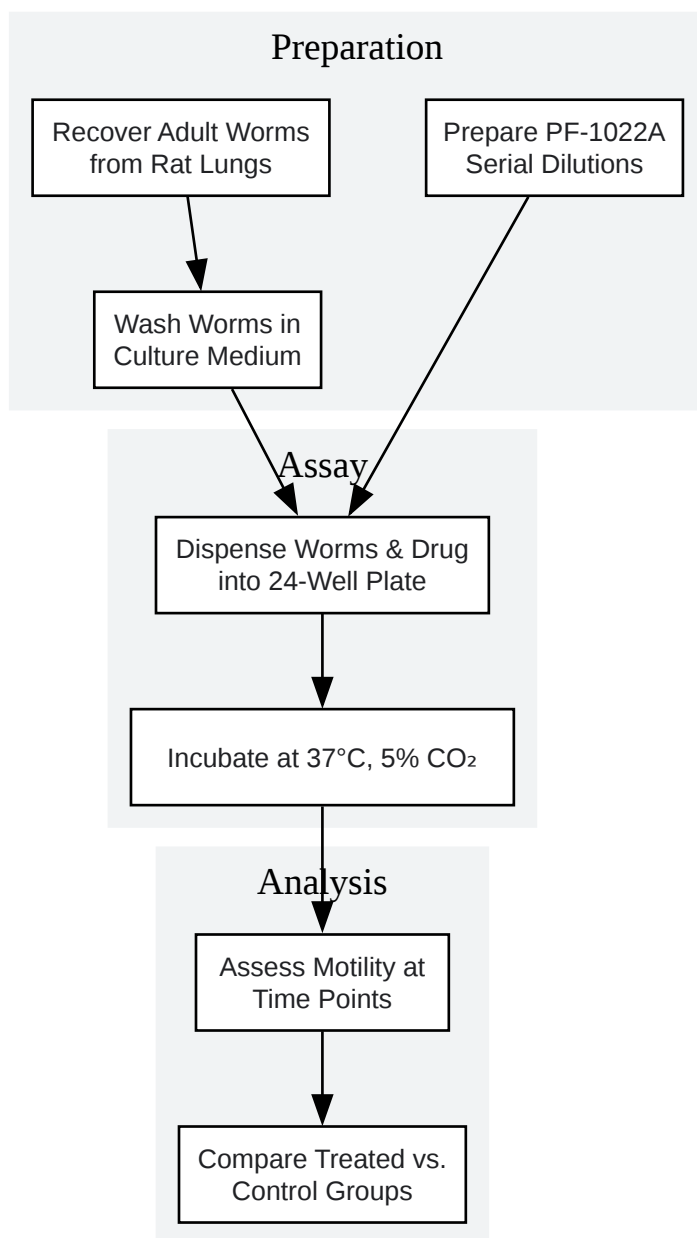 Preparation
Recover Adult Worms
from Rat Lungs
Prepare PF-1022A
Serial Dilutions
Wash Worms in
Culture Medium
Assay
Dispense Worms & Drug
into 24-Well Plate
Incubate at 37°C, 5% CO₂
Analysis
Assess Motility at
Time Points
Compare Treated vs.
Control Groups